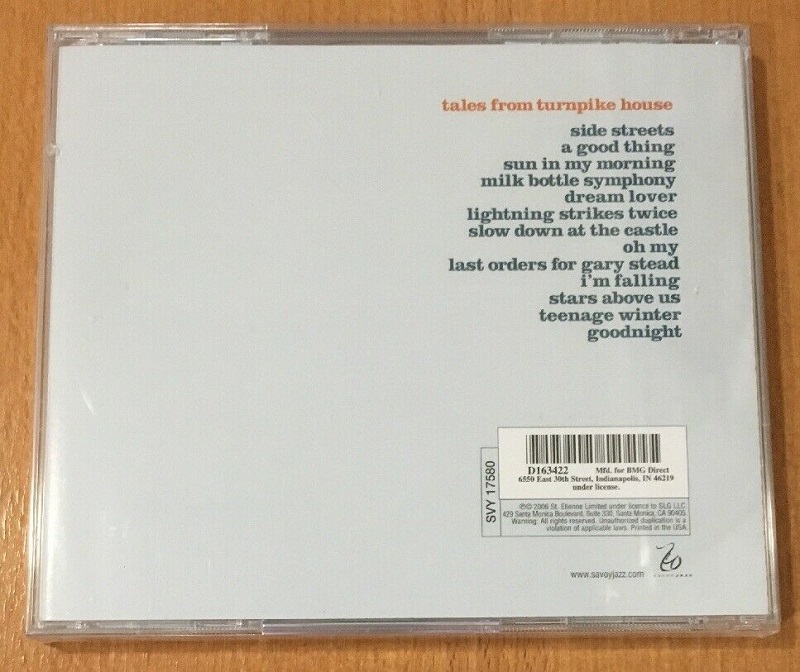 tales from turnpike house
side streets
a good thing
sun in my morning
milk bottle symphony
dream lover
lightning strikes twice
slow down at the castle
oh my
last orders for gary stead
i'm falling
stars above us
teenage winter
goodnight
D163422 Mfd. for BMG Direct
6550 East 30th Street, Indianapolis, IN 46219
under license.
SVY 17580
℗© 2006 St. Etienne Limited under licence to SLG LLC
429 Santa Monica Boulevard, Suite 330, Santa Monica, CA 90405.
Warning: All rights reserved. Unauthorized duplication is a
violation of applicable laws. Printed in the USA
www.savoyjazz.com
SAVOY JAZZ